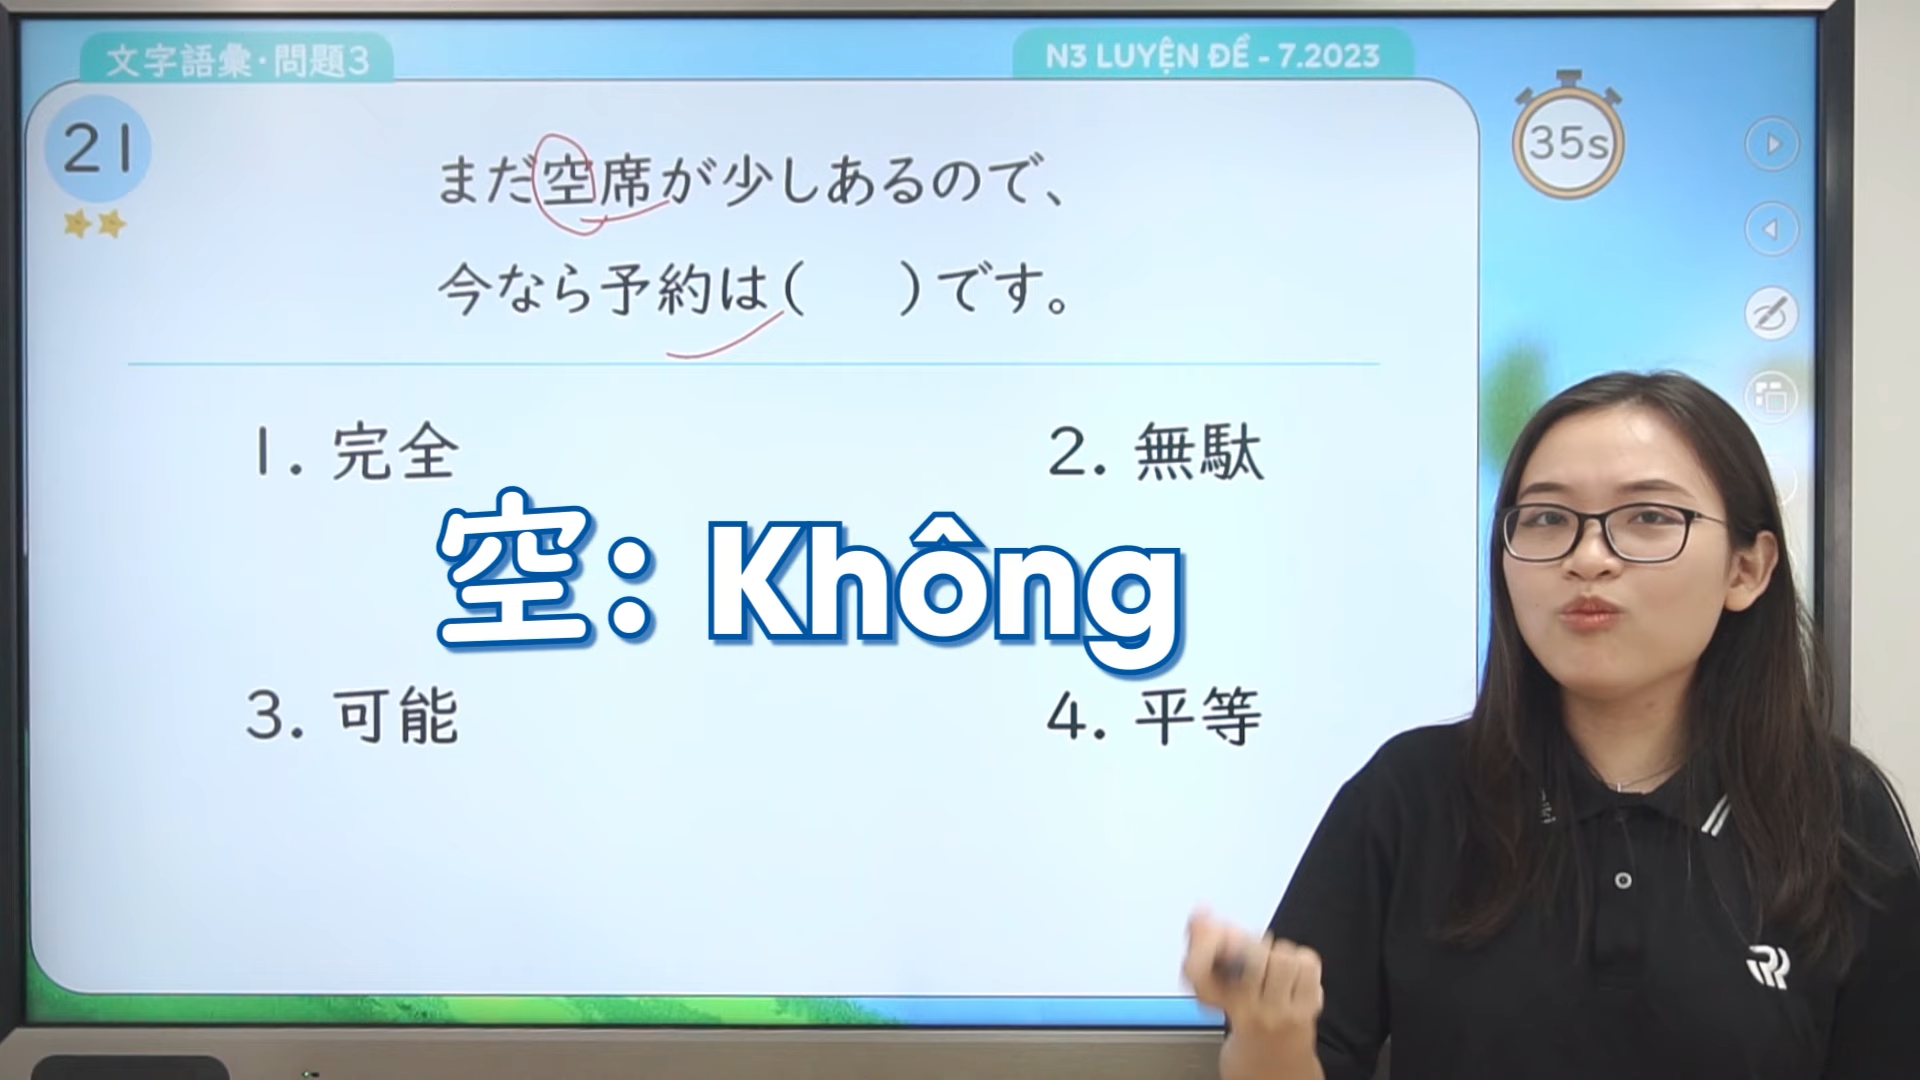 文字語彙・問題3
N3 LUYỆN ĐỀ - 7.2023
21
35s
まだ空席が少しあるので、
今なら予約は(　　)です。
1. 完全
2. 無駄
空: Không
3. 可能
4. 平等